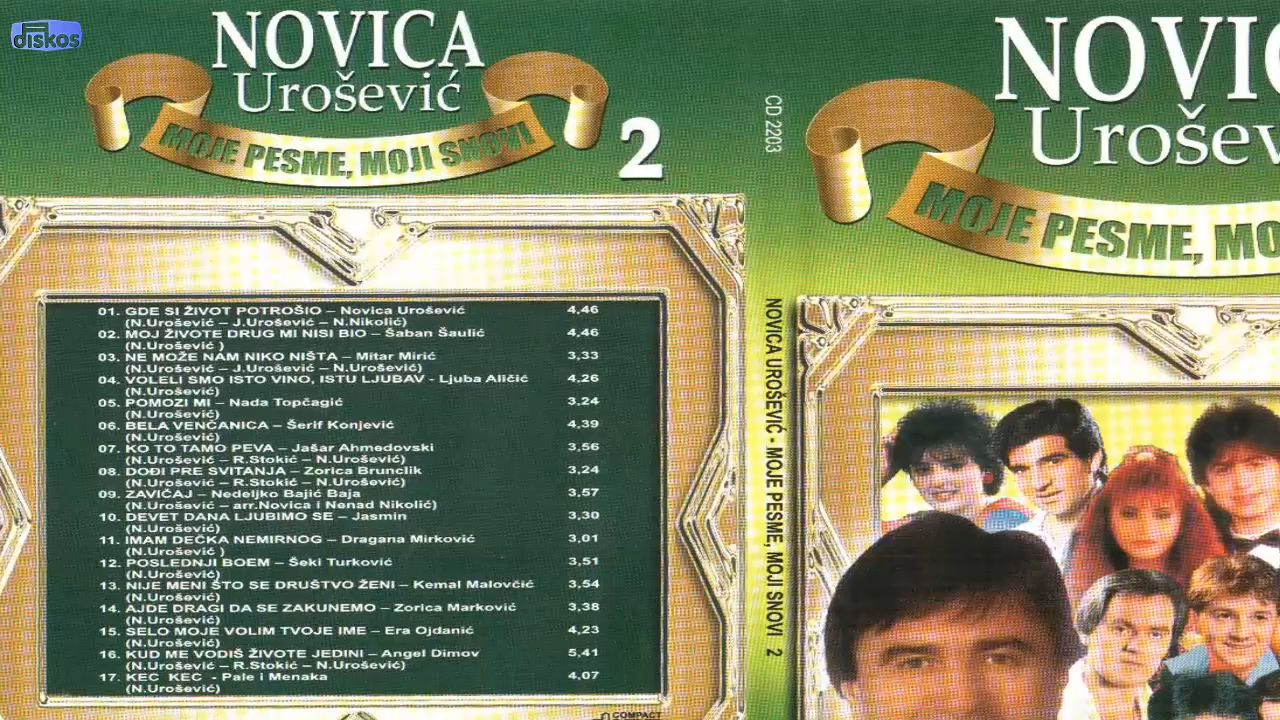 diskos
NOVICA
Urošević
MOJE PESME, MOJI SNOVI
2
01. GDE SI ŽIVOT POTROŠIO – Novica Urošević 4,46
(N.Urošević – J.Urošević – N.Nikolić)
02. MOJ ŽIVOTE DRUG MI NISI BIO – Šaban Šaulić 4,46
(N.Urošević )
03. NE MOŽE NAM NIKO NIŠTA – Mitar Mirić 3,33
(N.Urošević – J.Urošević – N.Urošević)
04. VOLELI SMO ISTO VINO, ISTU LJUBAV - Ljuba Aličić 4,26
(N.Urošević)
05. POMOZI MI – Nada Topčagić 3,24
(N.Urošević)
06. BELA VENČANICA – Šerif Konjević 4,39
(N.Urošević)
07. KO TO TAMO PEVA – Jašar Ahmedovski 3,56
(N.Urošević – R.Stokić – N.Urošević)
08. DOĐI PRE SVITANJA – Zorica Brunclik 3,24
(N.Urošević – R.Stokić – N.Urošević)
09. ZAVIČAJ – Nedeljko Bajić Baja 3,57
(N.Urošević – arr.Novica i Nenad Nikolić)
10. DEVET DANA LJUBIMO SE – Jasmin 3,30
(N.Urošević)
11. IMAM DEČKA NEMIRNOG – Dragana Mirković 3,01
(N.Urošević )
12. POSLEDNJI BOEM – Šeki Turković 3,51
(N.Urošević)
13. NIJE MENI ŠTO SE DRUŠTVO ŽENI – Kemal Malovčić 3,54
(N.Urošević)
14. AJDE DRAGI DA SE ZAKUNEMO – Zorica Marković 3,38
(N.Urošević)
15. SELO MOJE VOLIM TVOJE IME – Era Ojdanić 4,23
(N.Urošević)
16. KUD ME VODIŠ ŽIVOTE JEDINI – Angel Dimov 5,41
(N.Urošević – R.Stokić – N.Urošević)
17. KEC KEC - Pale i Menaka 4,07
(N.Urošević)
COMPACT
CD 2203
NOVICA UROŠEVIĆ - MOJE PESME, MOJI SNOVI 2
NOVIC
Urošev
MOJE PESME, MO